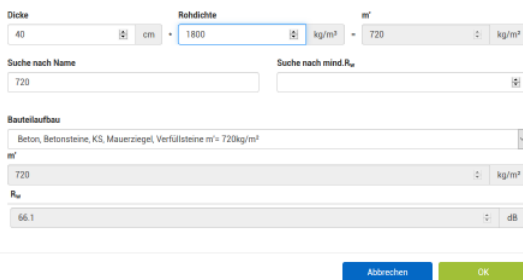 Dicke Rohdichte m'
40 cm * 1800 kg/m³ = 720 kg/m²
Suche nach Name Suche nach mind.Rw
720
Bauteilaufbau
Beton, Betonsteine, KS, Mauerziegel, Verfüllsteine m'= 720kg/m²
m'
720 kg/m²
Rw
66.1 dB
Abbrechen OK